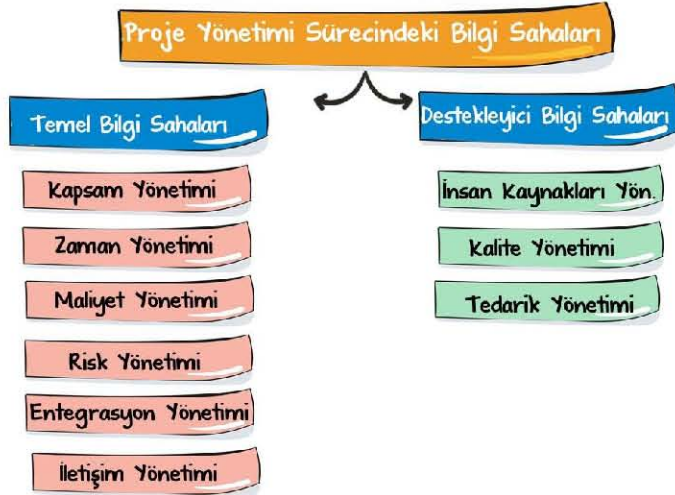 Proje Yönetimi Sürecindeki Bilgi Sahaları
Temel Bilgi Sahaları
Kapsam Yönetimi
Zaman Yönetimi
Maliyet Yönetimi
Risk Yönetimi
Entegrasyon Yönetimi
İletişim Yönetimi
Destekleyici Bilgi Sahaları
İnsan Kaynakları Yön.
Kalite Yönetimi
Tedarik Yönetimi